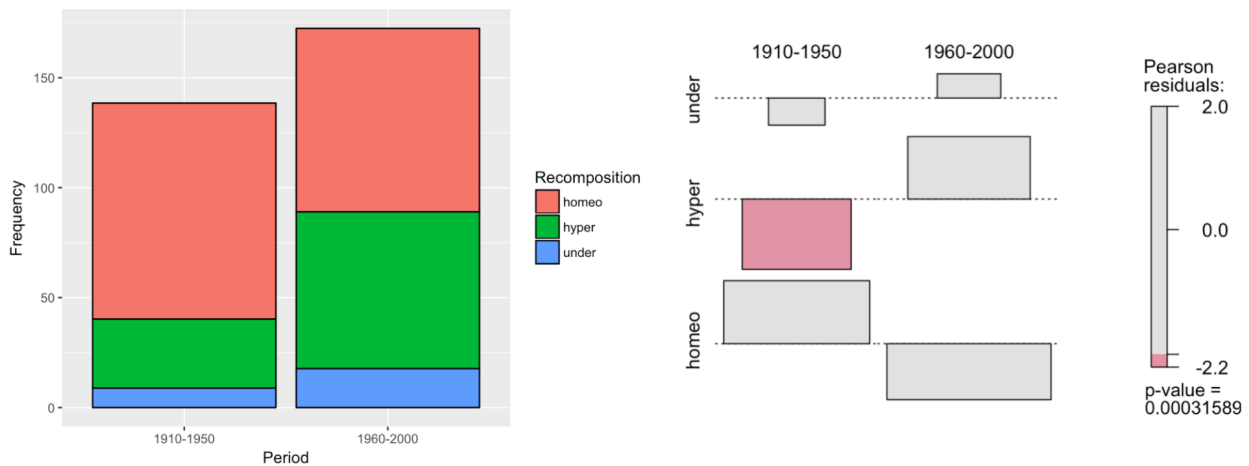 Frequency
150
100
50
0
1910-1950
1960-2000
Period
Recomposition
homeo
hyper
under
1910-1950
1960-2000
under
hyper
homeo
Pearson
residuals:
2.0
0.0
-2.2
p-value =
0.00031589